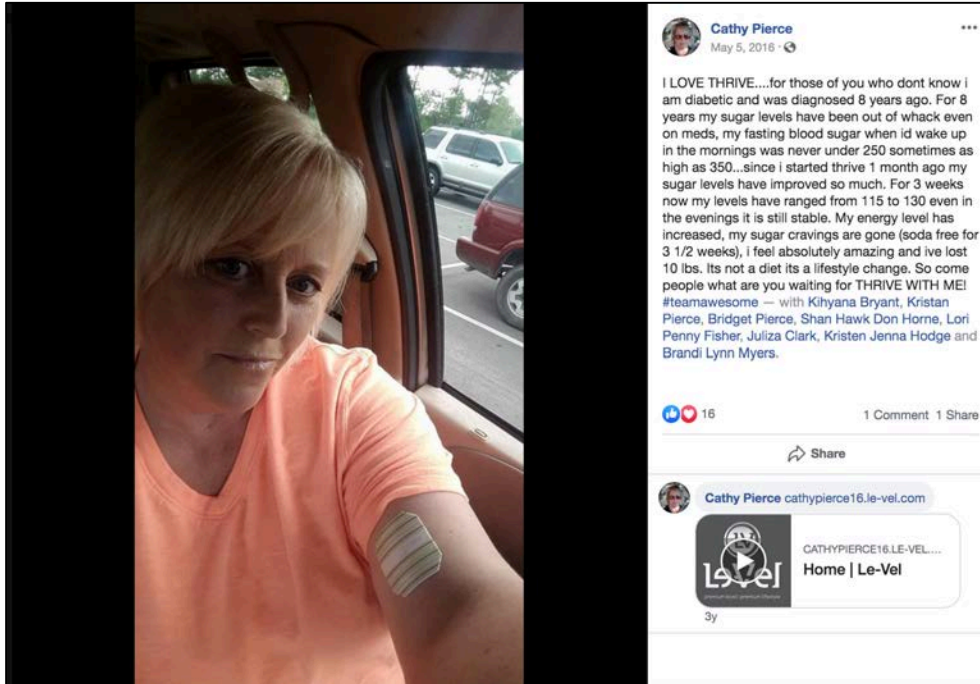 Cathy Pierce
May 5, 2016
I LOVE THRIVE....for those of you who dont know i
am diabetic and was diagnosed 8 years ago. For 8
years my sugar levels have been out of whack even
on meds, my fasting blood sugar when id wake up
in the mornings was never under 250 sometimes as
high as 350...since i started thrive 1 month ago my
sugar levels have improved so much. For 3 weeks
now my levels have ranged from 115 to 130 even in
the evenings it is still stable. My energy level has
increased, my sugar cravings are gone (soda free for
3 1/2 weeks), i feel absolutely amazing and ive lost
10 lbs. Its not a diet its a lifestyle change. So come
people what are you waiting for THRIVE WITH ME!
#teamawesome — with Kihyana Bryant, Kristan
Pierce, Bridget Pierce, Shan Hawk Don Horne, Lori
Penny Fisher, Juliza Clark, Kristen Jenna Hodge and
Brandi Lynn Myers.
16 1 Comment 1 Share
Share
Cathy Pierce cathypierce16.le-vel.com
LV
Le-Vel
CATHYPIERCE16.LE-VEL....
Home | Le-Vel
3y